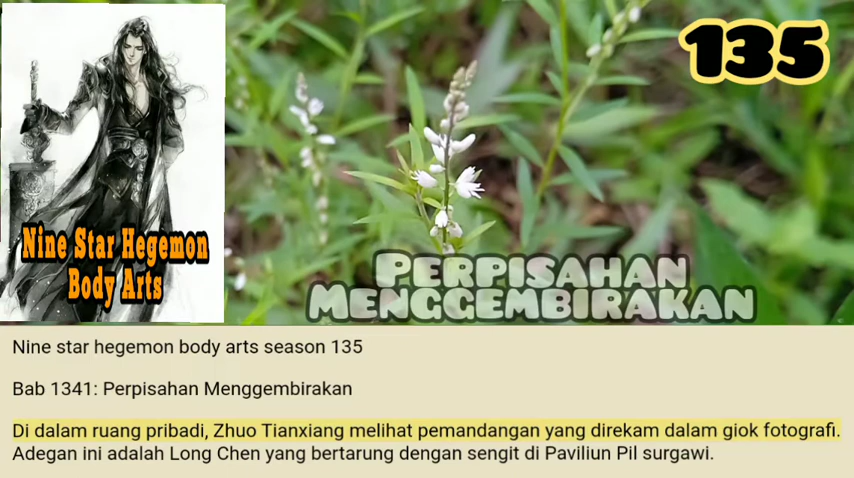 135
Nine Star Hegemon
Body Arts
PERPISAHAN
MENGGEMBIRAKAN
Nine star hegemon body arts season 135
Bab 1341: Perpisahan Menggembirakan
Di dalam ruang pribadi, Zhuo Tianxiang melihat pemandangan yang direkam dalam giok fotografi.
Adegan ini adalah Long Chen yang bertarung dengan sengit di Paviliun Pil surgawi.